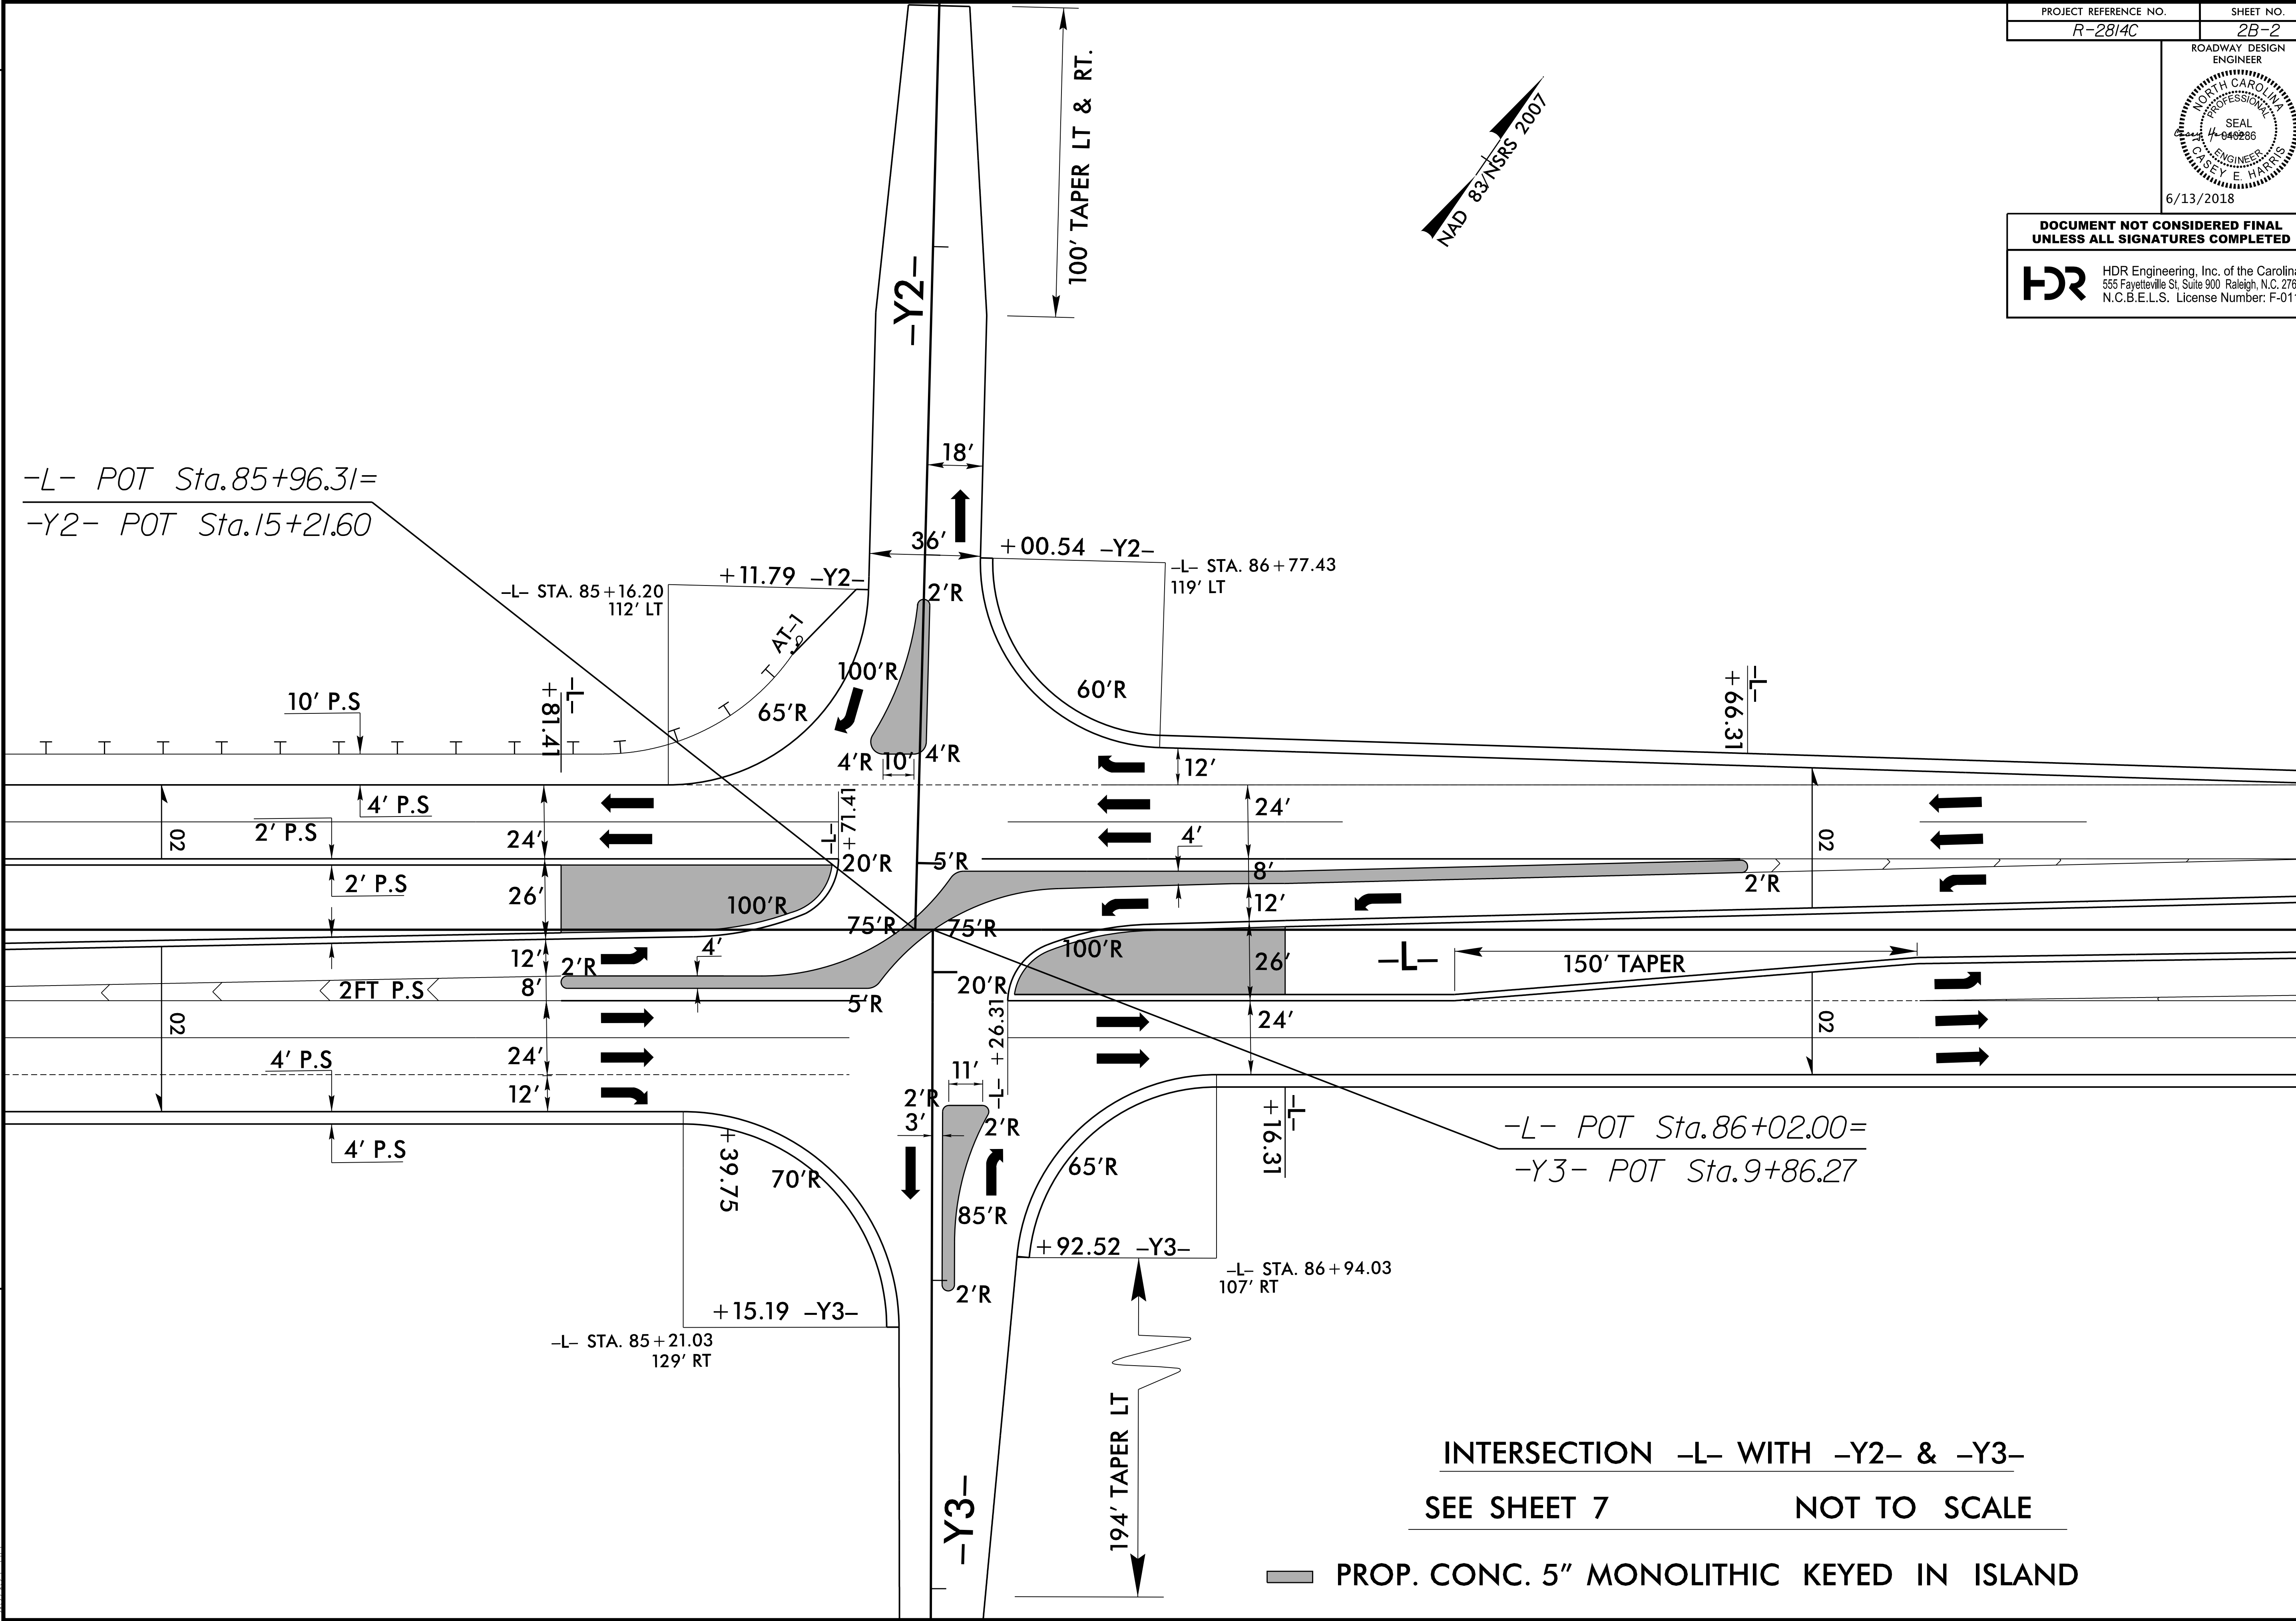 PROJECT REFERENCE NO.
SHEET NO.
R-2814C
2B-2
ROADWAY DESIGN
ENGINEER
NORTH CAROLINA
PROFESSIONAL
SEAL
040286
ENGINEER
CASEY E. HARRIS
6/13/2018
DOCUMENT NOT CONSIDERED FINAL
UNLESS ALL SIGNATURES COMPLETED
HDR
HDR Engineering, Inc. of the Carolina
555 Fayetteville St, Suite 900 Raleigh, N.C. 276
N.C.B.E.L.S. License Number: F-01
100' TAPER LT & RT.
NAD 83/NSRS 2007
–Y2–
18'
36'
–L– POT Sta.85+96.31=
–Y2– POT Sta.15+21.60
+00.54 –Y2–
–L– STA. 86+77.43
119' LT
+11.79 –Y2–
–L– STA. 85+16.20
112' LT
2'R
AT–1
100'R
65'R
60'R
4'R
10'
4'R
10' P.S
–L–
+81.41
–L–
+66.31
12'
4' P.S
24'
2' P.S
24'
02
–L–
+71.41
4'
02
20'R
5'R
8'
2'R
2' P.S
26'
100'R
12'
75'R
75'R
100'R
12'
4'
2'R
26'
–L–
150' TAPER
2FT P.S
8'
5'R
20'R
02
24'
–L– +26.31
02
4' P.S
24'
12'
11'
2'R
3'
2'R
4' P.S
+39.75
70'R
65'R
–L–
+16.31
–L– POT Sta.86+02.00=
–Y3– POT Sta.9+86.27
85'R
+92.52 –Y3–
–L– STA. 86+94.03
107' RT
2'R
+15.19 –Y3–
–L– STA. 85+21.03
129' RT
194' TAPER LT
–Y3–
INTERSECTION –L– WITH –Y2– & –Y3–
SEE SHEET 7 NOT TO SCALE
PROP. CONC. 5" MONOLITHIC KEYED IN ISLAND